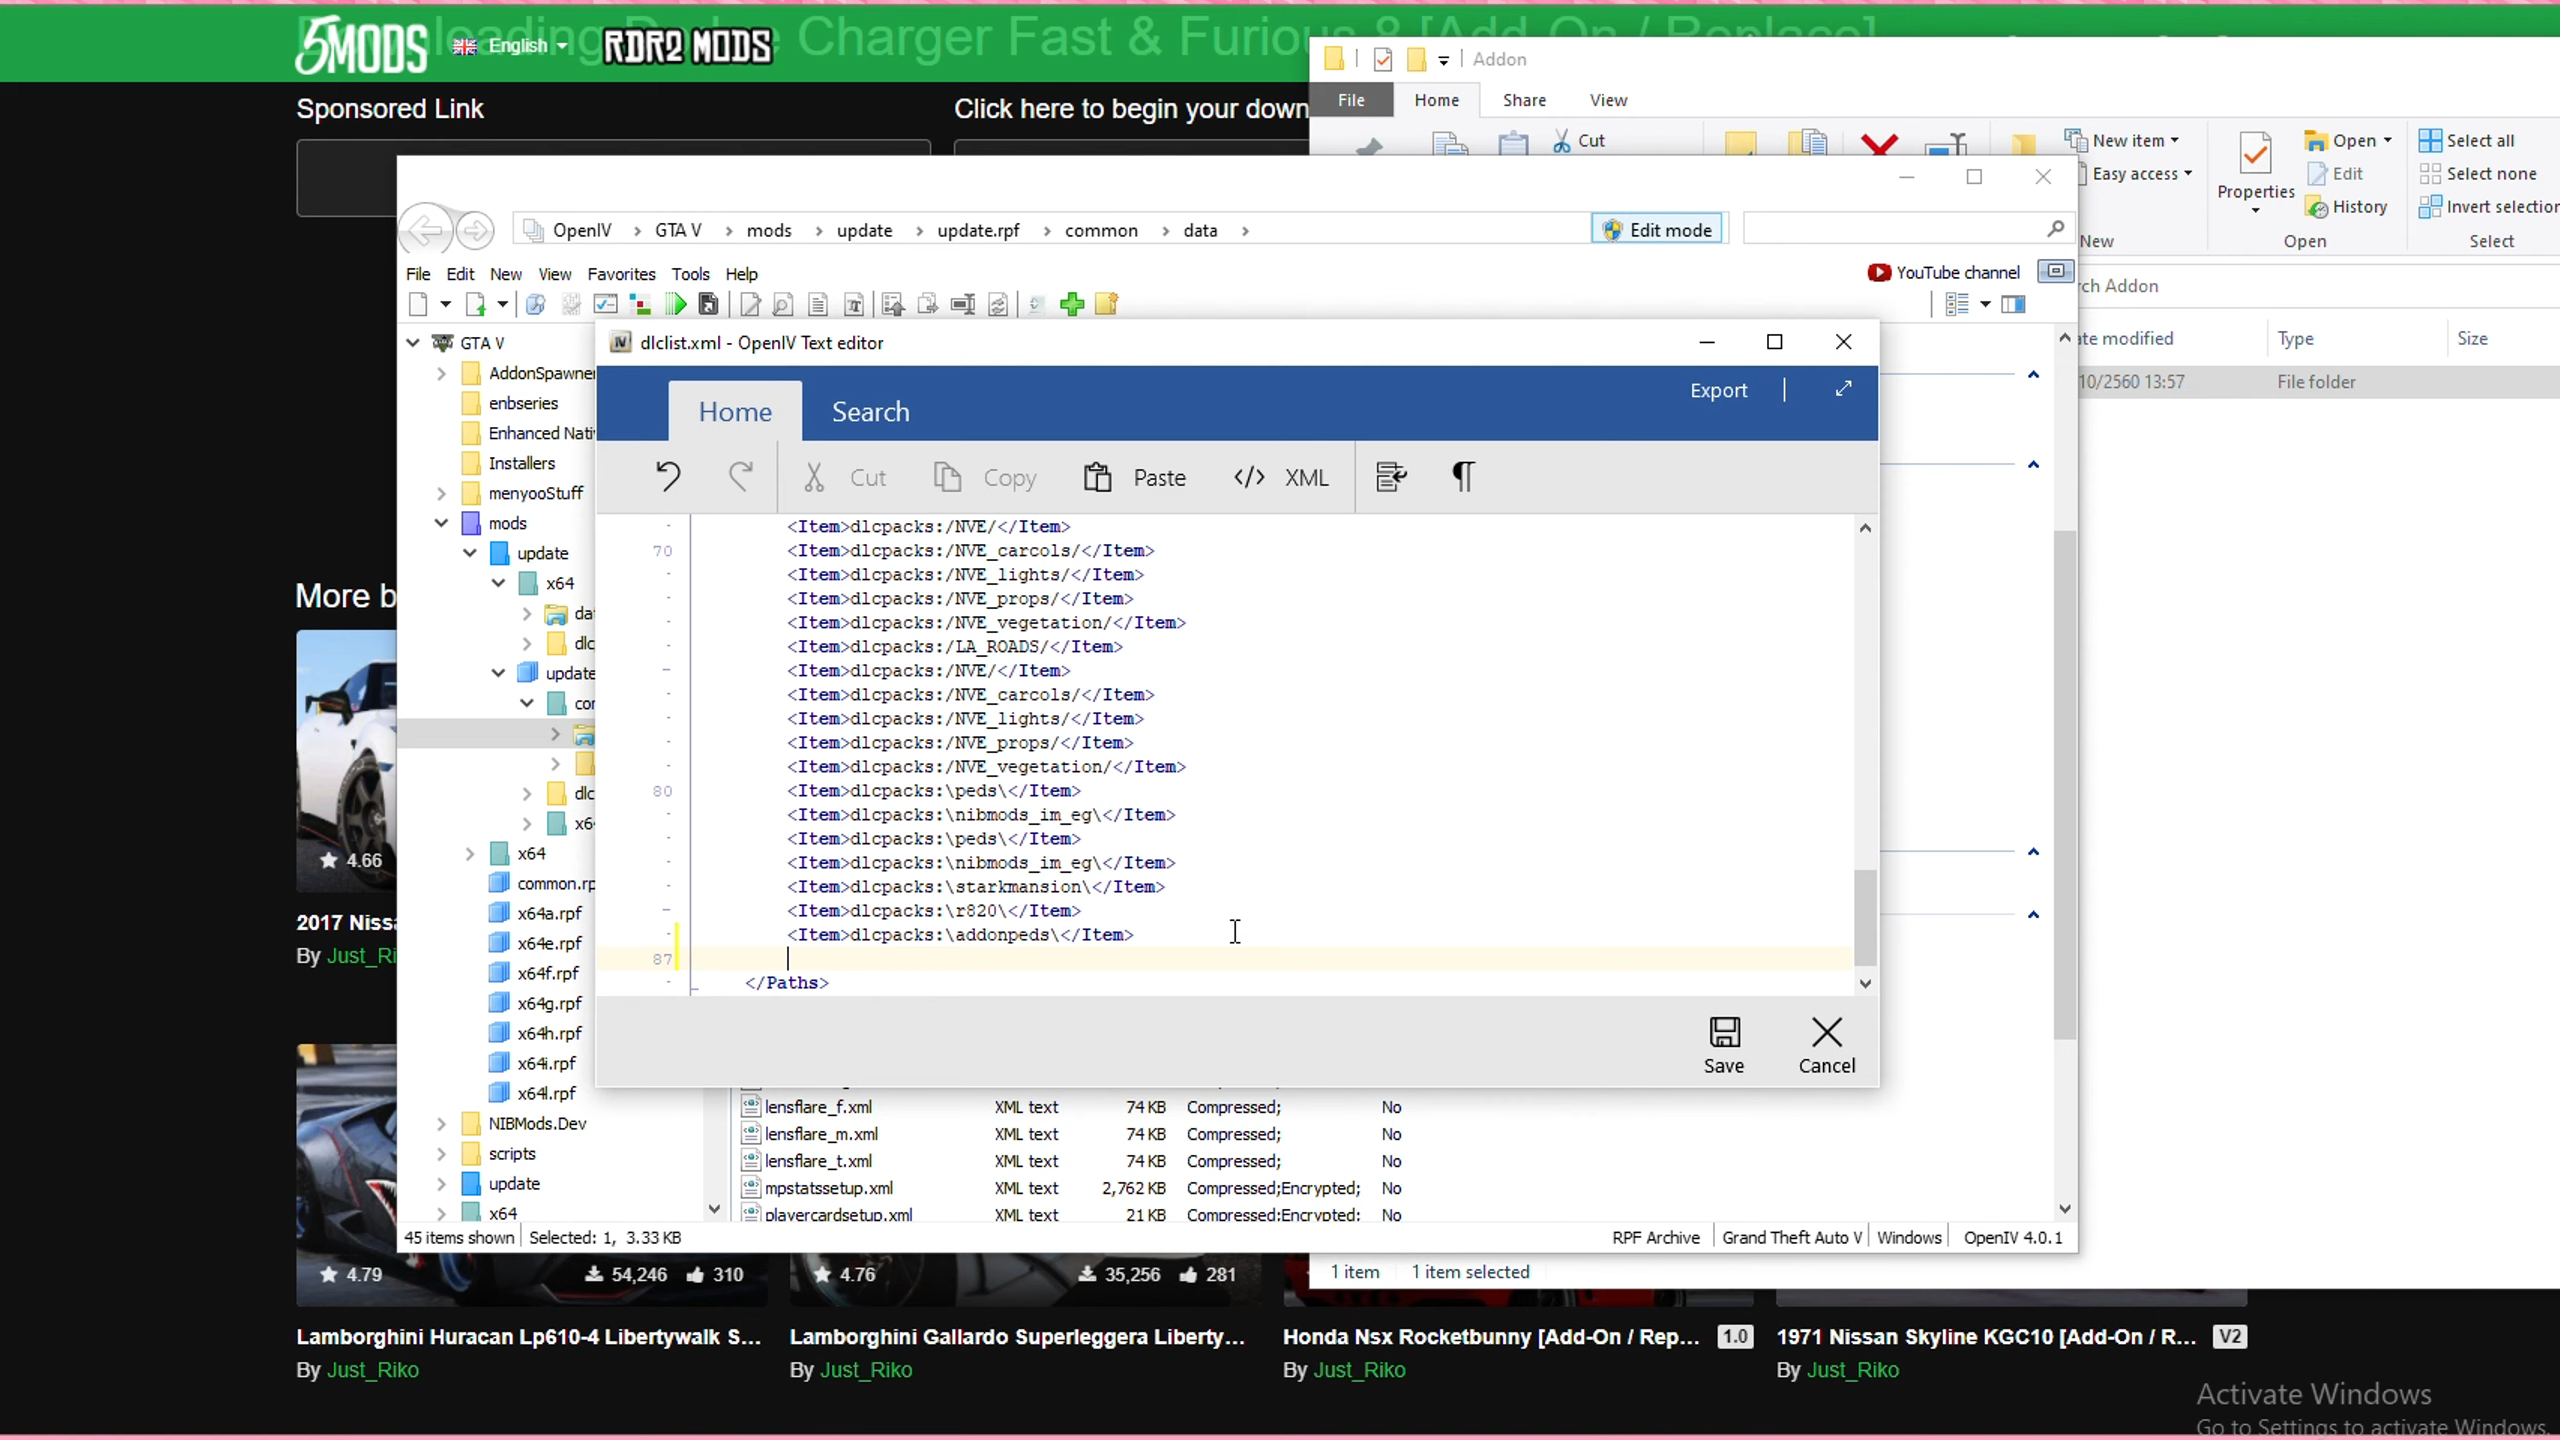 5MODS English RDR2 MODS
Charger Fast & Furious 8 [Add-On / Replace]
Sponsored Link
Click here to begin your down
Addon
File Home Share View
Cut
New item
Easy access
Properties
Open
Edit
History
Select all
Select none
Invert selection
New
Open
Select
OpenIV GTA V mods update update.rpf common data
Edit mode
File Edit New View Favorites Tools Help
YouTube channel
rch Addon
ate modified Type Size
10/2560 13:57 File folder
GTA V
AddonSpawner
enbseries
Enhanced Nati
Installers
menyooStuff
mods
update
x64
dat
dlc
update
con
dlc
x64
x64
common.rp
x64a.rpf
x64e.rpf
x64f.rpf
x64g.rpf
x64h.rpf
x64i.rpf
x64l.rpf
NIBMods.Dev
scripts
update
x64
dlclist.xml - OpenIV Text editor
Export
Home Search
Cut Copy Paste </> XML
<Item>dlcpacks:/NVE/</Item>
70 <Item>dlcpacks:/NVE_carcols/</Item>
<Item>dlcpacks:/NVE_lights/</Item>
<Item>dlcpacks:/NVE_props/</Item>
<Item>dlcpacks:/NVE_vegetation/</Item>
<Item>dlcpacks:/LA_ROADS/</Item>
<Item>dlcpacks:/NVE/</Item>
<Item>dlcpacks:/NVE_carcols/</Item>
<Item>dlcpacks:/NVE_lights/</Item>
<Item>dlcpacks:/NVE_props/</Item>
<Item>dlcpacks:/NVE_vegetation/</Item>
80 <Item>dlcpacks:\peds\</Item>
<Item>dlcpacks:\nibmods_im_eg\</Item>
<Item>dlcpacks:\peds\</Item>
<Item>dlcpacks:\nibmods_im_eg\</Item>
<Item>dlcpacks:\starkmansion\</Item>
<Item>dlcpacks:\r820\</Item>
<Item>dlcpacks:\addonpeds\</Item>
87
</Paths>
Save Cancel
lensflare_f.xml XML text 74 KB Compressed; No
lensflare_m.xml XML text 74 KB Compressed; No
lensflare_t.xml XML text 74 KB Compressed; No
mpstatssetup.xml XML text 2,762 KB Compressed;Encrypted; No
playercardsetup.xml XML text 21 KB Compressed;Encrypted; No
45 items shown Selected: 1, 3.33 KB
RPF Archive Grand Theft Auto V Windows OpenIV 4.0.1
1 item 1 item selected
More b
4.66
2017 Niss
By Just_Ri
4.79 54,246 310
4.76 35,256 281
Lamborghini Huracan Lp610-4 Libertywalk S...
By Just_Riko
Lamborghini Gallardo Superleggera Liberty...
By Just_Riko
Honda Nsx Rocketbunny [Add-On / Rep... 1.0
By Just_Riko
1971 Nissan Skyline KGC10 [Add-On / R... V2
By Just_Riko
Activate Windows
Go to Settings to activate Windows.